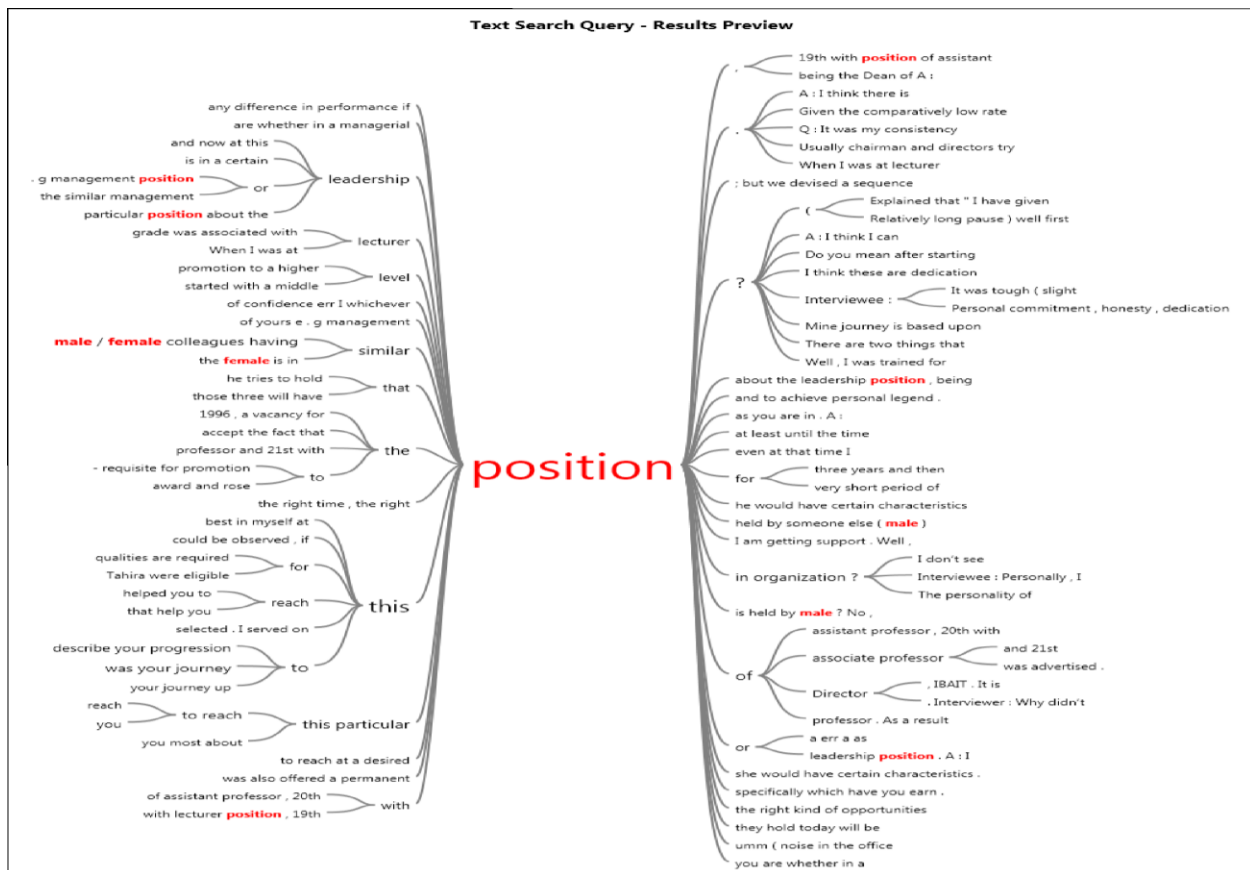 Text Search Query - Results Preview
any difference in performance if
are whether in a managerial
and now at this
is in a certain
. g management position
the similar management
or
particular position about the
leadership
grade was associated with
When I was at
lecturer
promotion to a higher
started with a middle
level
of confidence err I whichever
of yours e . g management
male / female colleagues having
the female is in
similar
he tries to hold
those three will have
that
1996 , a vacancy for
accept the fact that
professor and 21st with
- requisite for promotion
award and rose
to
the
the right time , the right
best in myself at
could be observed , if
qualities are required
Tahira were eligible
for
helped you to
that help you
reach
selected . I served on
describe your progression
was your journey
your journey up
to
this
reach
you
to reach
you most about
this particular
to reach at a desired
was also offered a permanent
of assistant professor , 20th
with lecturer position , 19th
with
position
,
19th with position of assistant
being the Dean of A :
.
A : I think there is
Given the comparatively low rate
Q : It was my consistency
Usually chairman and directors try
When I was at lecturer
; but we devised a sequence
?
(
Explained that " I have given
Relatively long pause ) well first
A : I think I can
Do you mean after starting
I think these are dedication
Interviewee :
It was tough ( slight
Personal commitment , honesty , dedication
Mine journey is based upon
There are two things that
Well , I was trained for
about the leadership position , being
and to achieve personal legend .
as you are in . A :
at least until the time
even at that time I
for
three years and then
very short period of
he would have certain characteristics
held by someone else ( male )
I am getting support . Well ,
in organization ?
I don't see
Interviewee : Personally , I
The personality of
is held by male ? No ,
of
assistant professor , 20th with
associate professor
and 21st
was advertised .
Director
, IBAIT . It is
. Interviewer : Why didn't
professor . As a result
or
a err a as
leadership position . A : I
she would have certain characteristics .
specifically which have you earn .
the right kind of opportunities
they hold today will be
umm ( noise in the office
you are whether in a